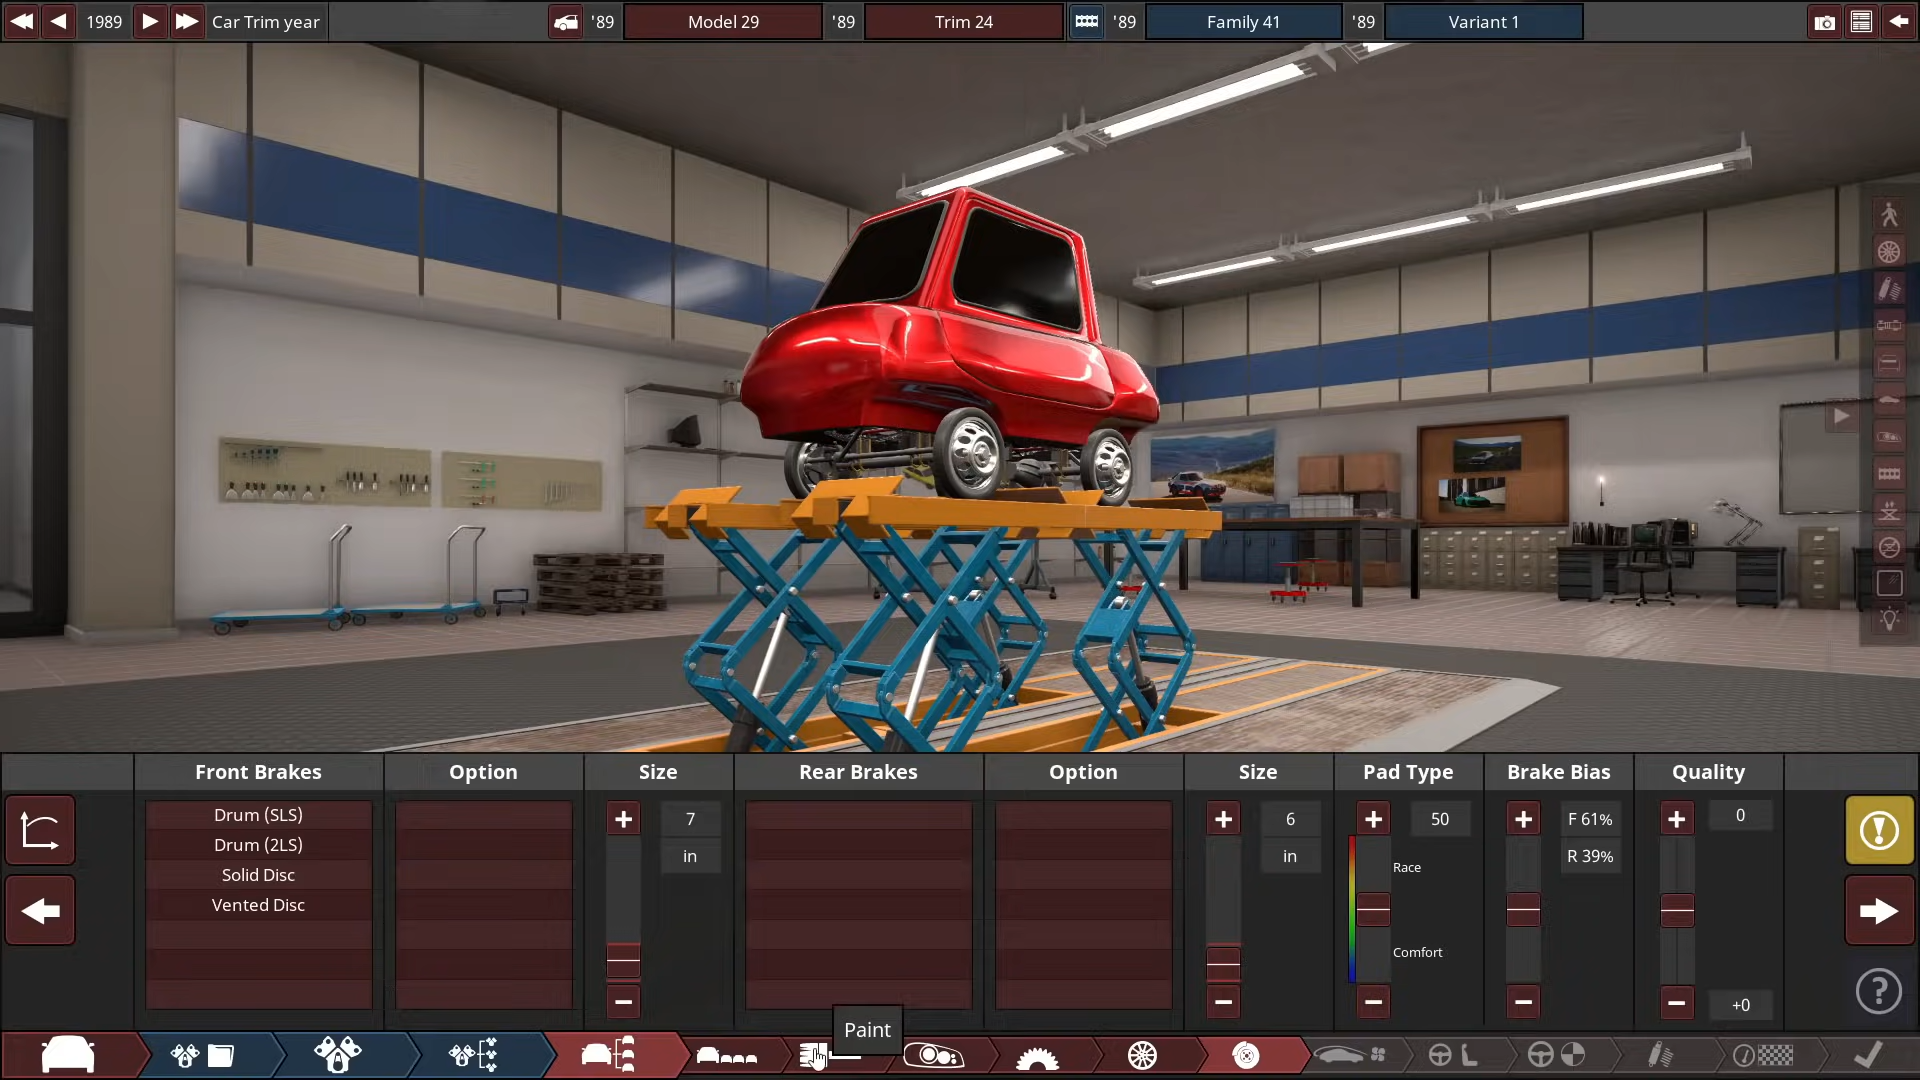 1989
Car Trim year
'89
Model 29
'89
Trim 24
'89
Family 41
'89
Variant 1
Front Brakes
Option
Size
Rear Brakes
Option
Size
Pad Type
Brake Bias
Quality
Drum (SLS)
Drum (2LS)
Solid Disc
Vented Disc
7
in
6
in
50
Race
Comfort
F 61%
R 39%
0
+0
Paint